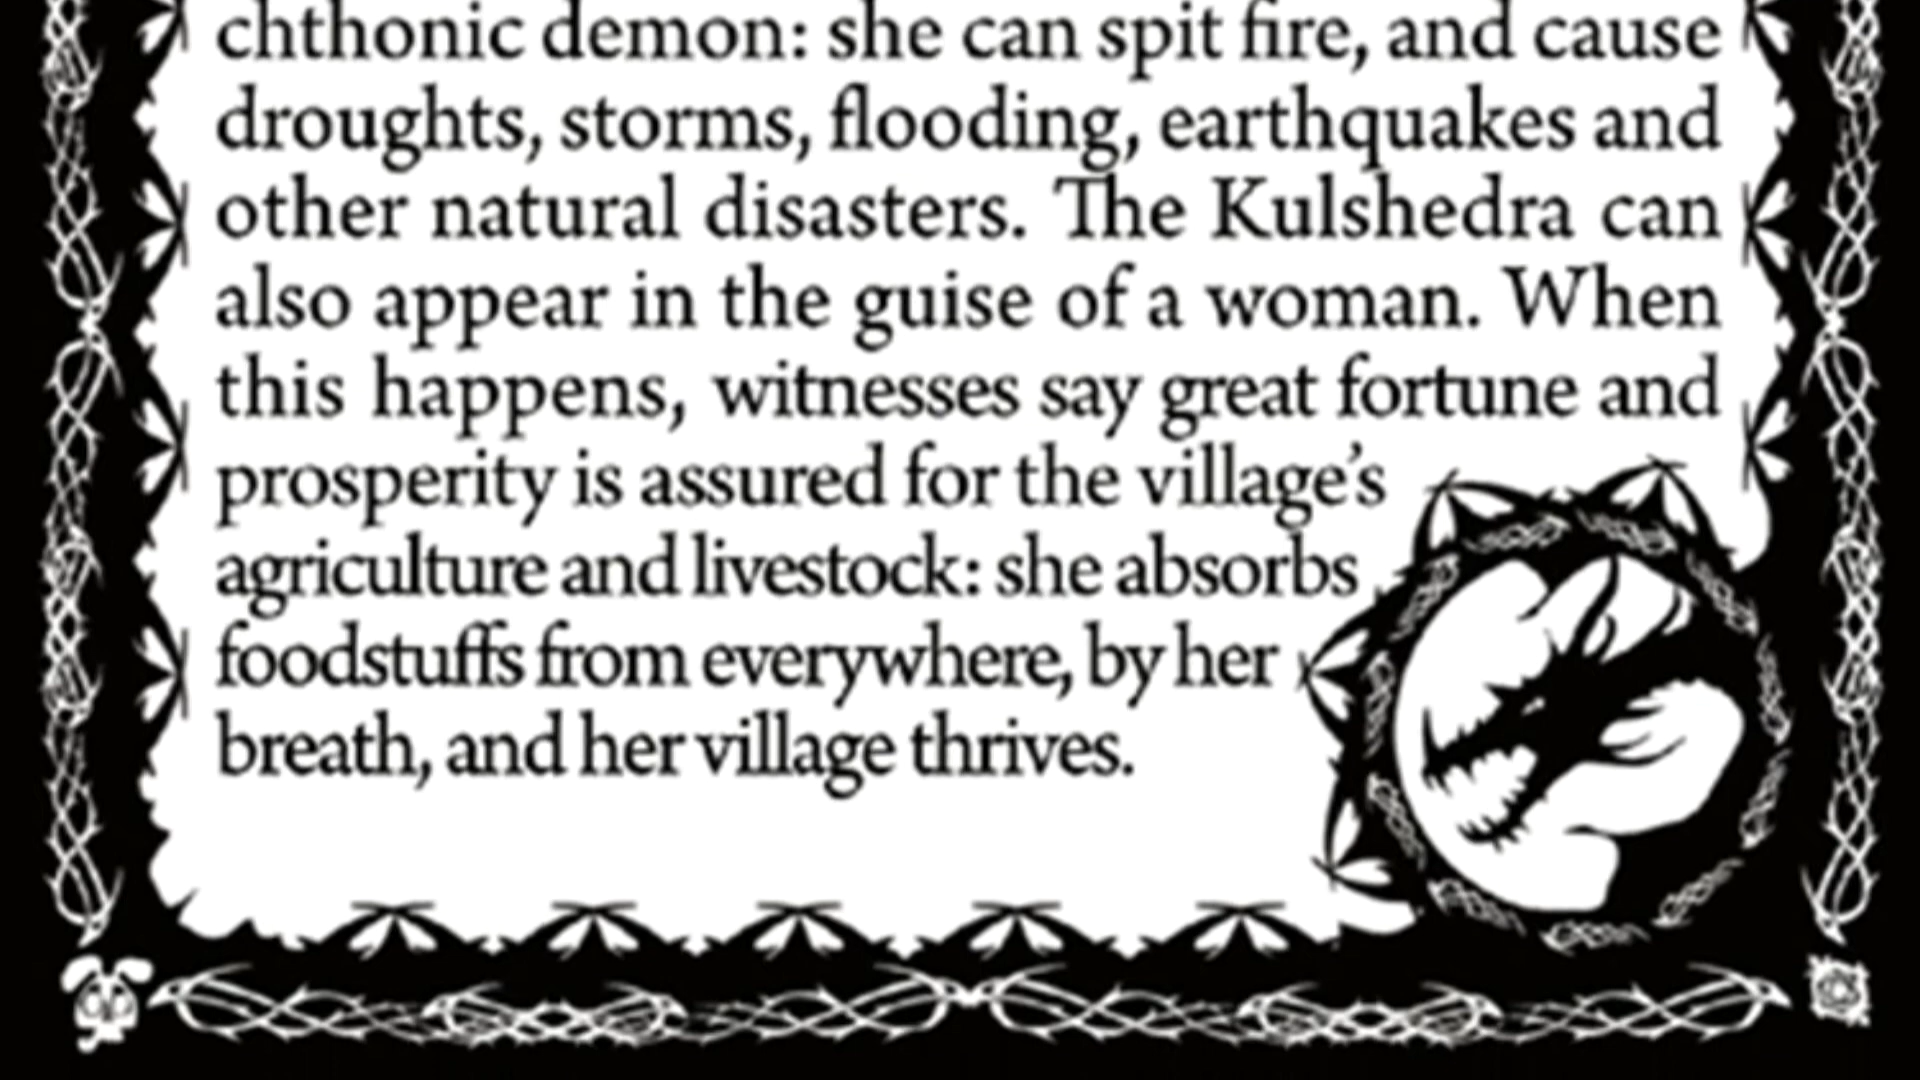 chthonic demon: she can spit fire, and cause
droughts, storms, flooding, earthquakes and
other natural disasters. The Kulshedra can
also appear in the guise of a woman. When
this happens, witnesses say great fortune and
prosperity is assured for the village’s
agriculture and livestock: she absorbs
foodstuffs from everywhere, by her
breath, and her village thrives.